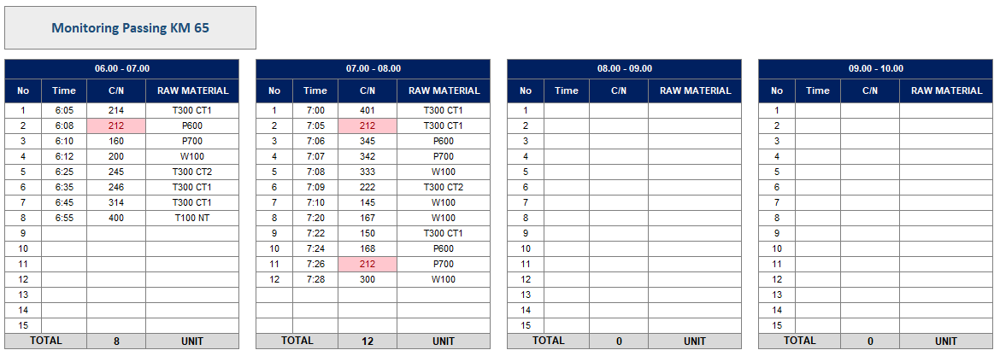 Monitoring Passing KM 65
06.00 - 07.00
No Time C/N RAW MATERIAL
1 6:05 214 T300 CT1
2 6:08 212 P600
3 6:10 160 P700
4 6:12 200 W100
5 6:25 245 T300 CT2
6 6:35 246 T300 CT1
7 6:45 314 T300 CT1
8 6:55 400 T100 NT
9
10
11
12
13
14
15
TOTAL 8 UNIT
07.00 - 08.00
No Time C/N RAW MATERIAL
1 7:00 401 T300 CT1
2 7:05 212 T300 CT1
3 7:06 345 P600
4 7:07 342 P700
5 7:08 333 W100
6 7:09 222 T300 CT2
7 7:10 145 W100
8 7:20 167 W100
9 7:22 150 T300 CT1
10 7:24 168 P600
11 7:26 212 P700
12 7:28 300 W100
TOTAL 12 UNIT
08.00 - 09.00
No Time C/N RAW MATERIAL
1
2
3
4
5
6
7
8
9
10
11
12
13
14
15
TOTAL 0 UNIT
09.00 - 10.00
No Time C/N RAW MATERIAL
1
2
3
4
5
6
7
8
9
10
11
12
13
14
15
TOTAL 0 UNIT